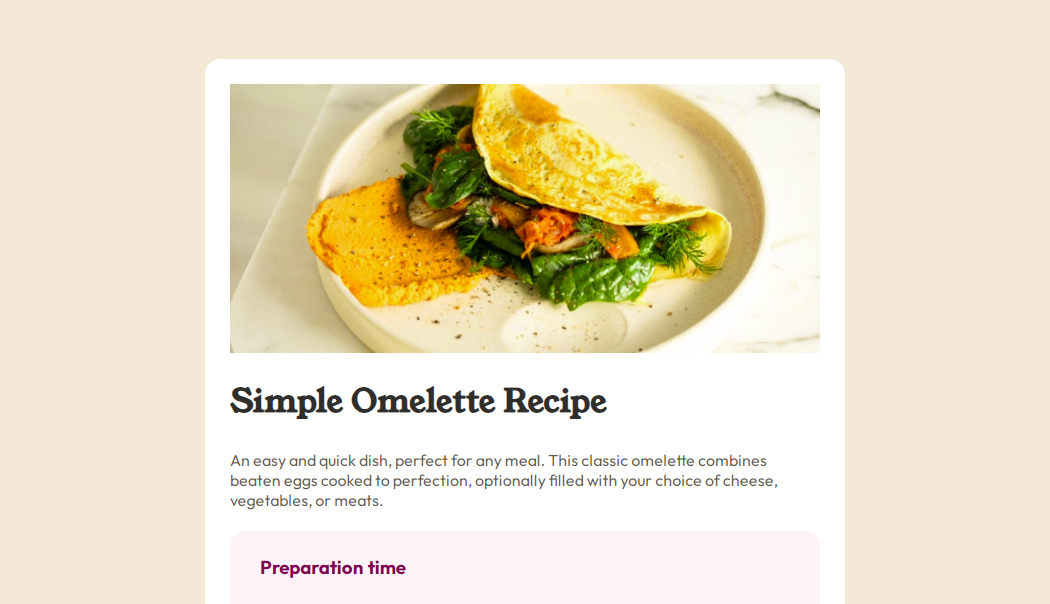 Simple Omelette Recipe
An easy and quick dish, perfect for any meal. This classic omelette combines
beaten eggs cooked to perfection, optionally filled with your choice of cheese,
vegetables, or meats.
Preparation time